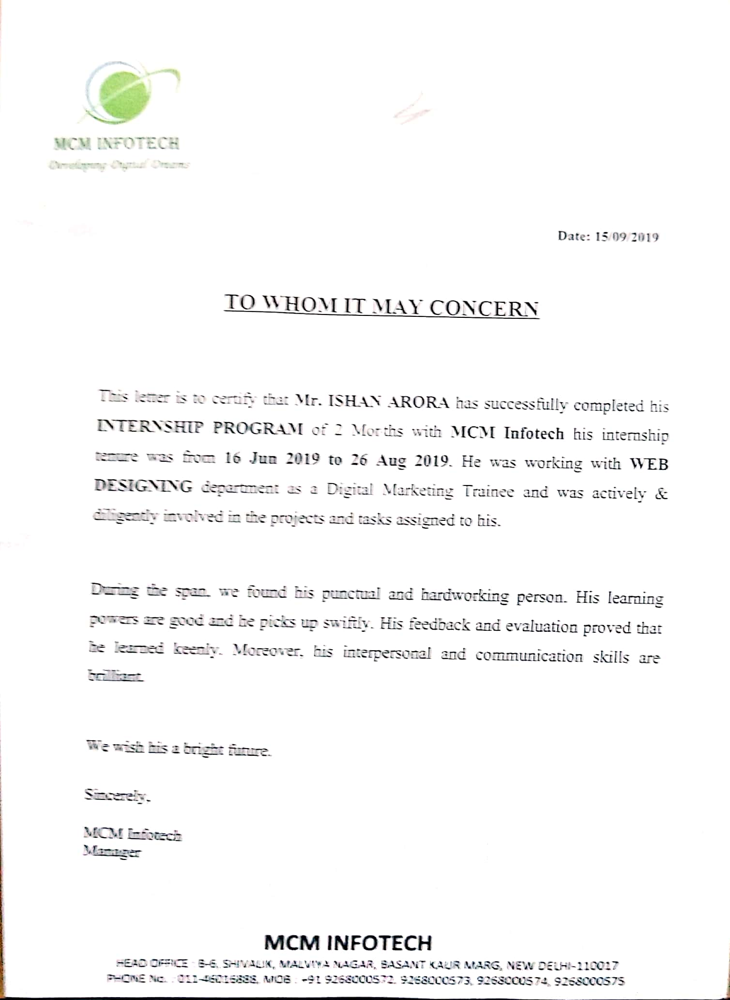 MCM INFOTECH
Developing Digital Dreams
Date: 15/09/2019
TO WHOM IT MAY CONCERN
This letter is to certify that Mr. ISHAN ARORA has successfully completed his
INTERNSHIP PROGRAM of 2 Months with MCM Infotech his internship
tenure was from 16 Jun 2019 to 26 Aug 2019. He was working with WEB
DESIGNING department as a Digital Marketing Trainee and was actively &
diligently involved in the projects and tasks assigned to his.
During the span, we found his punctual and hardworking person. His learning
powers are good and he picks up swiftly. His feedback and evaluation proved that
he learned keenly. Moreover, his interpersonal and communication skills are
brilliant.
We wish his a bright future.
Sincerely,
MCM Infotech
Manager
MCM INFOTECH
HEAD OFFICE : B-6, SHIVALIK, MALVIYA NAGAR, BASANT KAUR MARG, NEW DELHI-110017
PHONE No. : 011-46016888, MOB : +91 9268000572, 9268000573, 9268000574, 9268000575